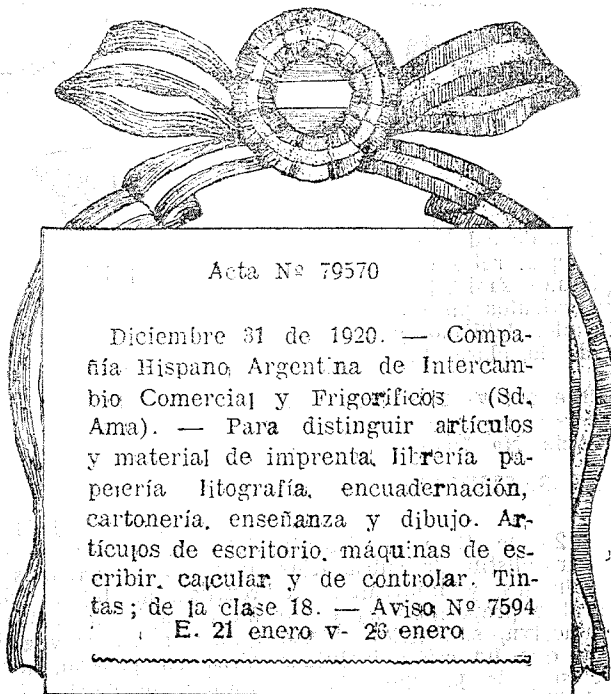 Acta Nº 79570
Diciembre 31 de 1920. — Compa-
ñía Hispano Argentina de Intercam-
bio Comercial y Frigoríficos (Sd.
Ama). — Para distinguir artículos
y material de imprenta, librería pa-
pelería litografía, encuadernación,
cartonería, enseñanza y dibujo. Ar-
tículos de escritorio, máquinas de es-
cribir, calcular y de controlar. Tin-
tas; de la clase 18. — Aviso Nº 7594
E. 21 enero v- 26 enero